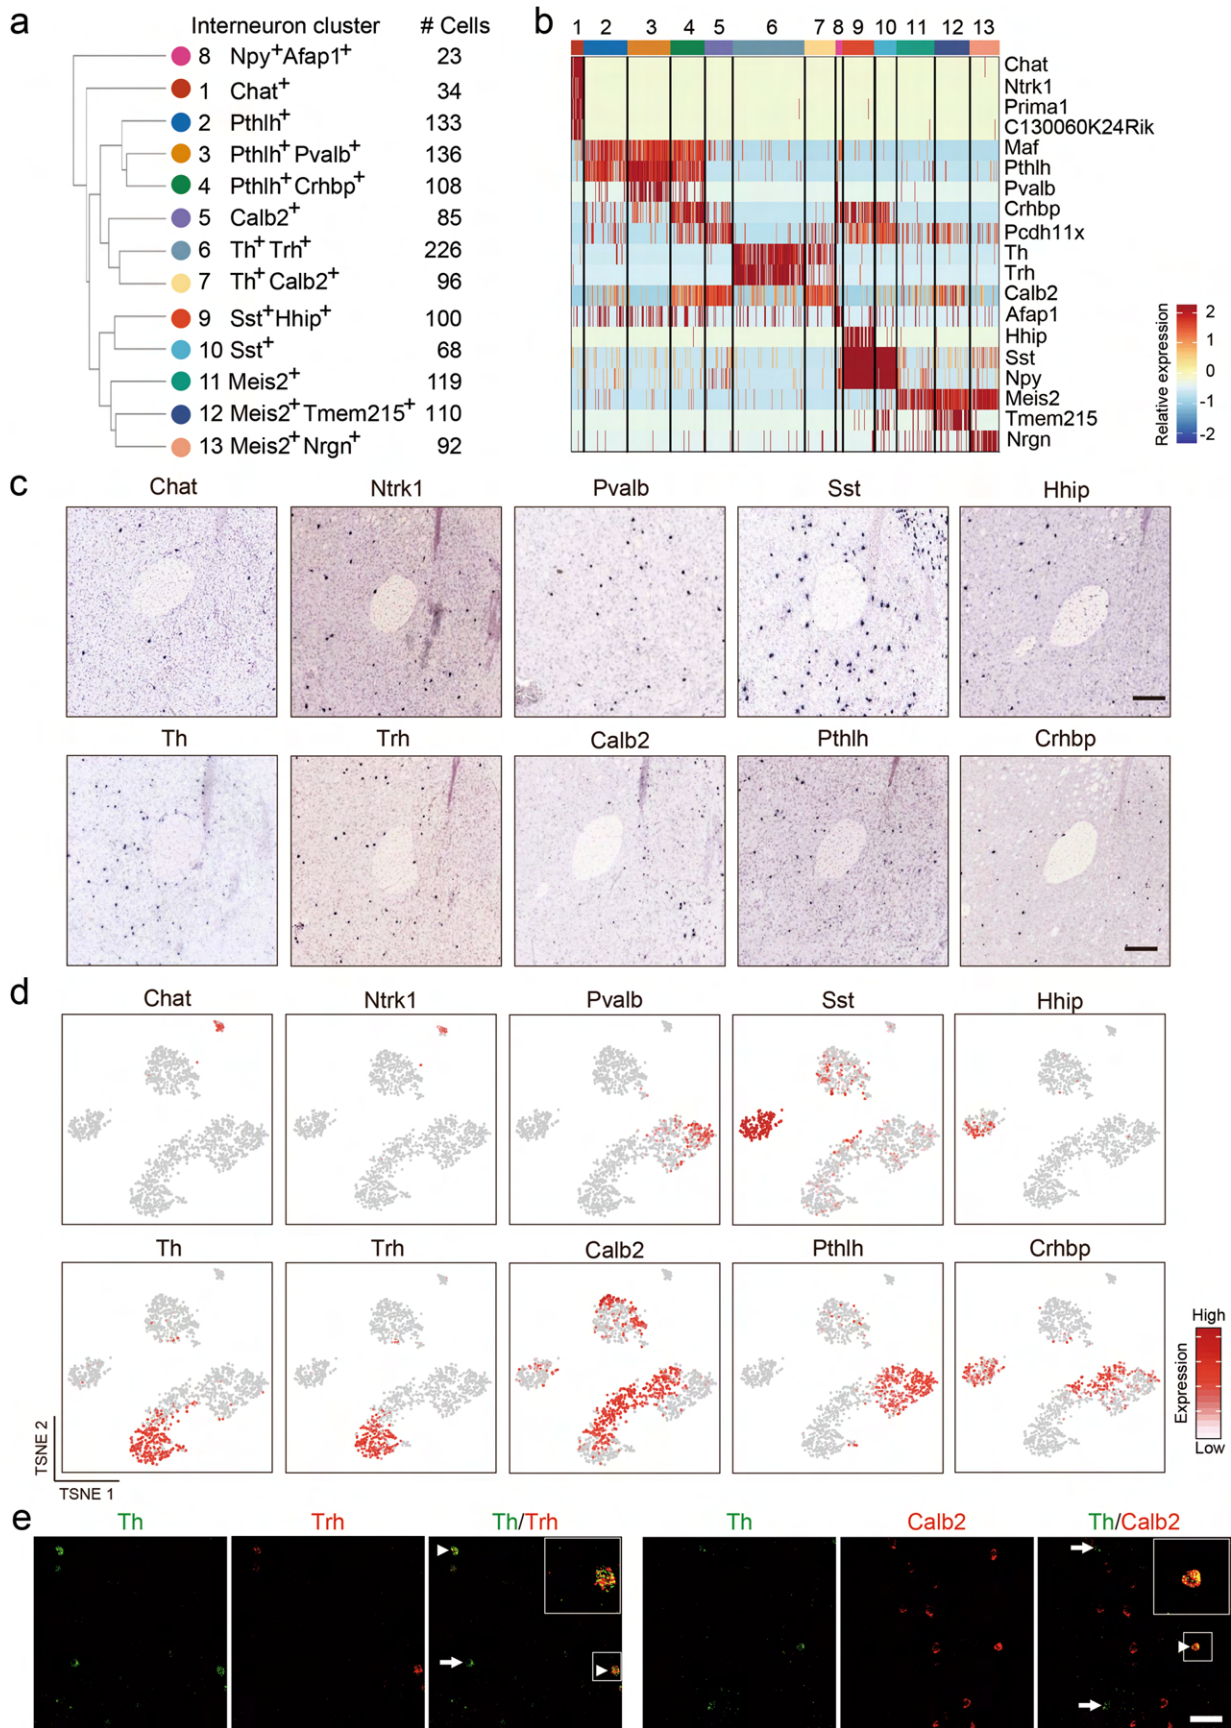 a
Interneuron cluster # Cells
8 Npy+Afap1+ 23
1 Chat+ 34
2 Pthlh+ 133
3 Pthlh+Pvalb+ 136
4 Pthlh+Crhbp+ 108
5 Calb2+ 85
6 Th+Trh+ 226
7 Th+Calb2+ 96
9 Sst+Hhip+ 100
10 Sst+ 68
11 Meis2+ 119
12 Meis2+Tmem215+ 110
13 Meis2+Nrgn+ 92
b
1 2 3 4 5 6 7 8 9 10 11 12 13
Chat
Ntrk1
Prima1
C130060K24Rik
Maf
Pthlh
Pvalb
Crhbp
Pcdh11x
Th
Trh
Calb2
Afap1
Hhip
Sst
Npy
Meis2
Tmem215
Nrgn
Relative expression
2
1
0
-1
-2
c
Chat Ntrk1 Pvalb Sst Hhip
Th Trh Calb2 Pthlh Crhbp
d
Chat Ntrk1 Pvalb Sst Hhip
Th Trh Calb2 Pthlh Crhbp
TSNE 2
TSNE 1
High
Expression
Low
e
Th Trh Th/Trh Th Calb2 Th/Calb2